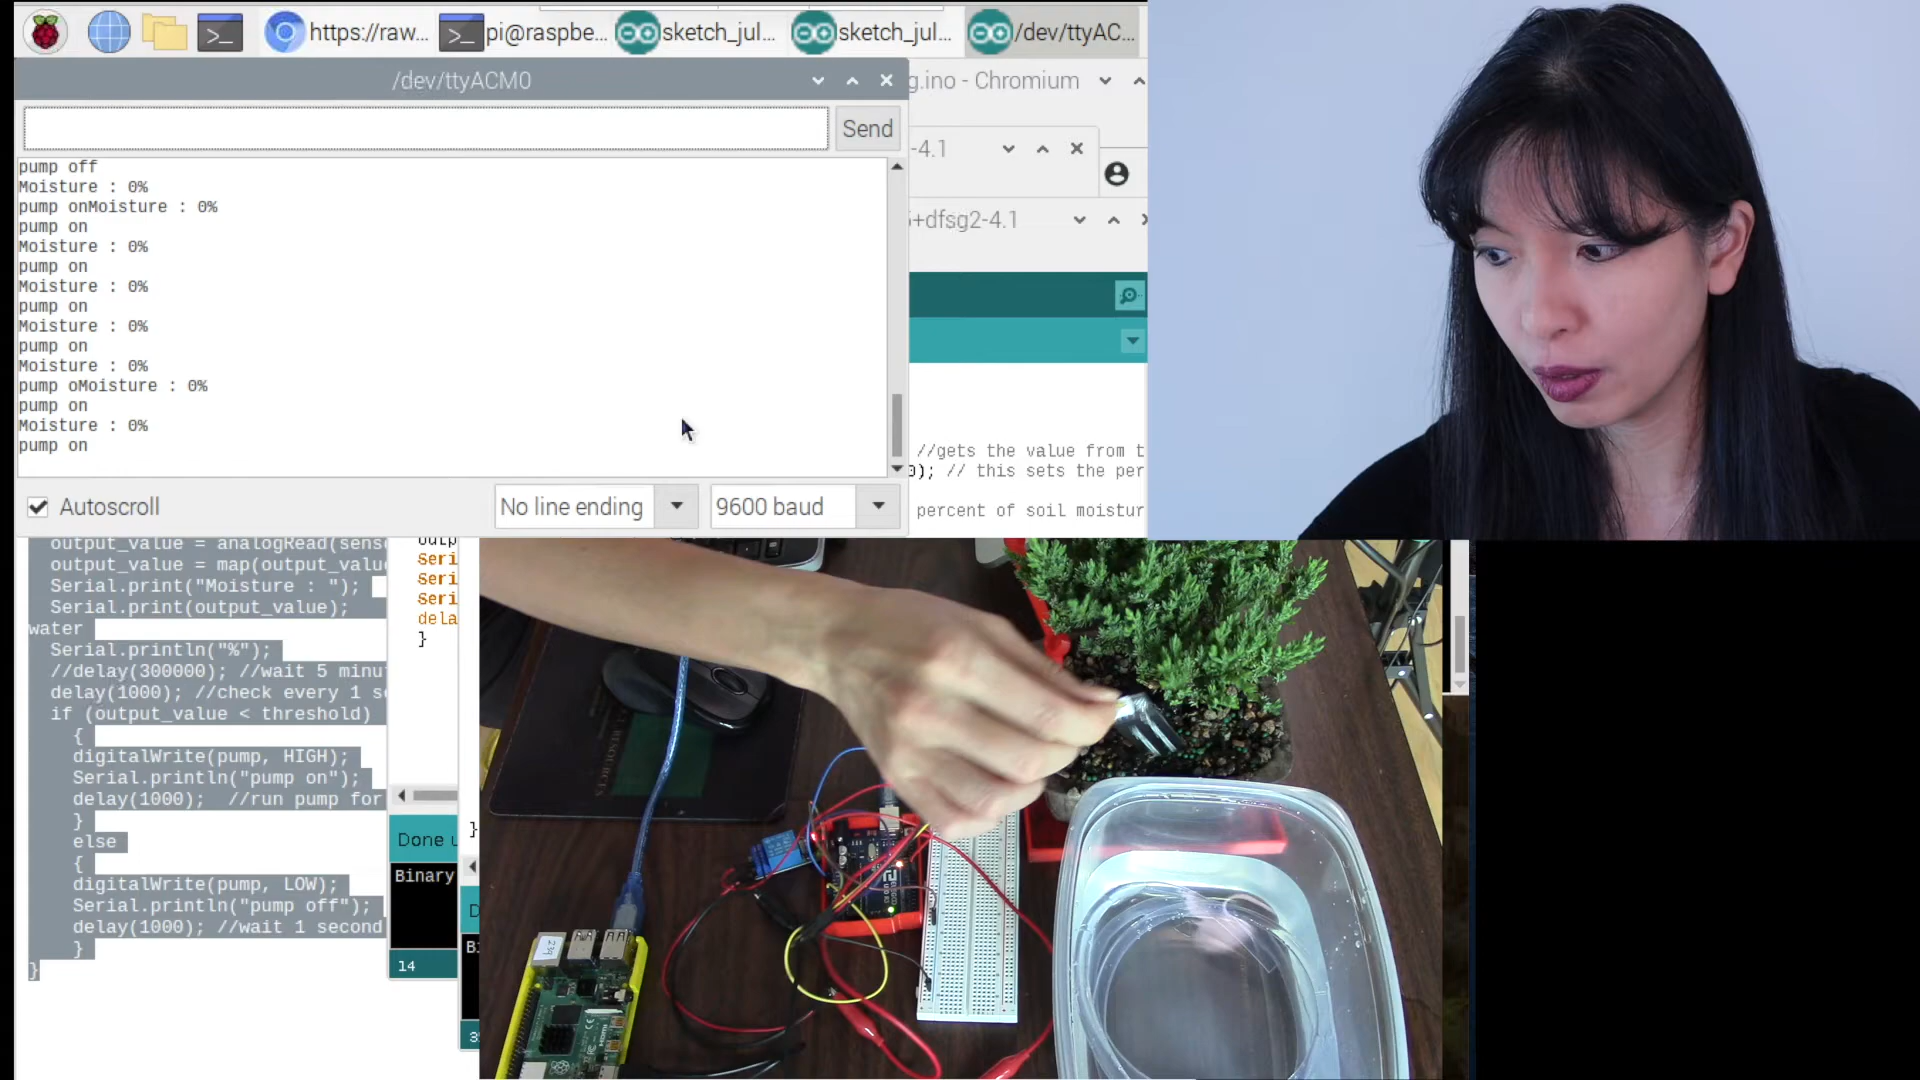 https://raw...
pi@raspbe...
sketch_jul...
sketch_jul...
/dev/ttyAC...
/dev/ttyACM0
g.ino - Chromium
Send
-4.1
+dfsg2-4.1
pump off
Moisture : 0%
pump onMoisture : 0%
pump on
Moisture : 0%
pump on
Moisture : 0%
pump on
Moisture : 0%
pump on
Moisture : 0%
pump oMoisture : 0%
pump on
Moisture : 0%
pump on
//gets the value from t
); // this sets the per
percent of soil moistur
Autoscroll
No line ending
9600 baud
output_value = analogRead(sens
output_value = map(output_valu
Serial.print("Moisture : ");
Serial.print(output_value);
water
Serial.println("%");
//delay(300000); //wait 5 minu
delay(1000); //check every 1 s
if (output_value < threshold)
{
digitalWrite(pump, HIGH);
Serial.println("pump on");
delay(1000);  //run pump for
}
else
{
digitalWrite(pump, LOW);
Serial.println("pump off");
delay(1000); //wait 1 second
}
}
outp
Seri
Seri
Seri
dela
}
}
Done u
Binary
14
D
Bi